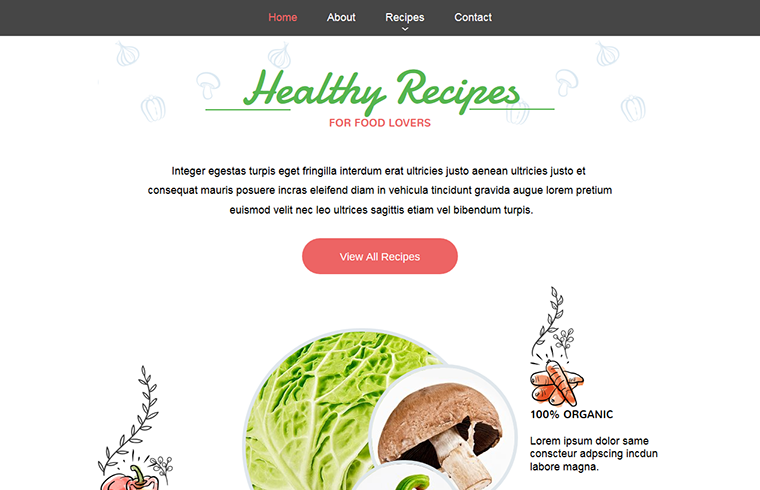 Home About Recipes Contact
Healthy Recipes
FOR FOOD LOVERS
Integer egestas turpis eget fringilla interdum erat ultricies justo aenean ultricies justo et
consequat mauris posuere incras eleifend diam in vehicula tincidunt gravida augue lorem pretium
euismod velit nec leo ultrices sagittis etiam vel bibendum turpis.
View All Recipes
100% ORGANIC
Lorem ipsum dolor same
conscteur adpscing incdun
labore magna.